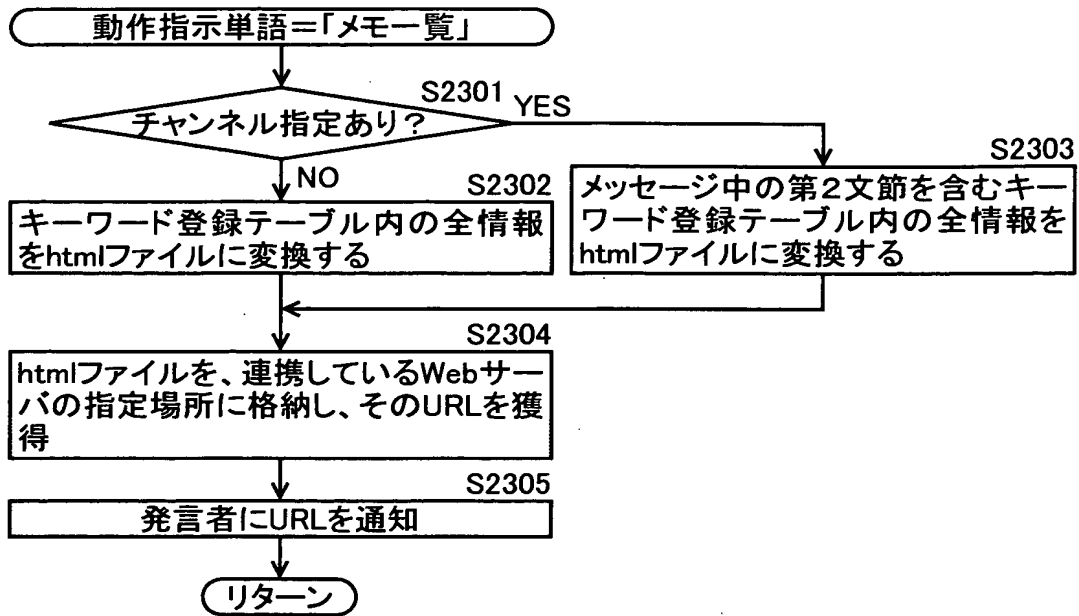 動作指示単語=「メモ一覧」
S2301
チャンネル指定あり?
YES
NO
S2302
キーワード登録テーブル内の全情報
をhtmlファイルに変換する
S2303
メッセージ中の第2文節を含むキー
ワード登録テーブル内の全情報を
htmlファイルに変換する
S2304
htmlファイルを、連携しているWebサー
バの指定場所に格納し、そのURLを獲
得
S2305
発言者にURLを通知
リターン